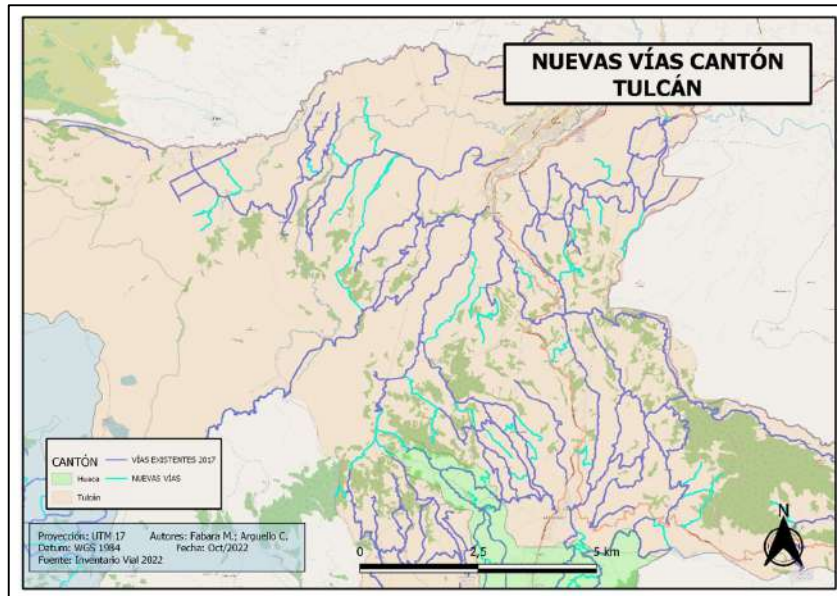 NUEVAS VÍAS CANTÓN
TULCÁN
CANTÓN
Huaca
Tulcán
VÍAS EXISTENTES 2017
NUEVAS VÍAS
Proyección: UTM 17 Autores: Fabara M.; Arguello C.
Datum: WGS 1984 Fecha: Oct/2022
Fuente: Inventario Vial 2022
0 2,5 5 km
N